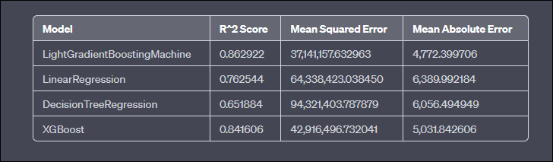 Model R^2 Score Mean Squared Error Mean Absolute Error
LightGradientBoostingMachine 0.862922 37,141,157.632963 4,772.399706
LinearRegression 0.762544 64,338,423.038450 6,389.992184
DecisionTreeRegression 0.651884 94,321,403.787879 6,056.494949
XGBoost 0.841606 42,916,496.732041 5,031.842606